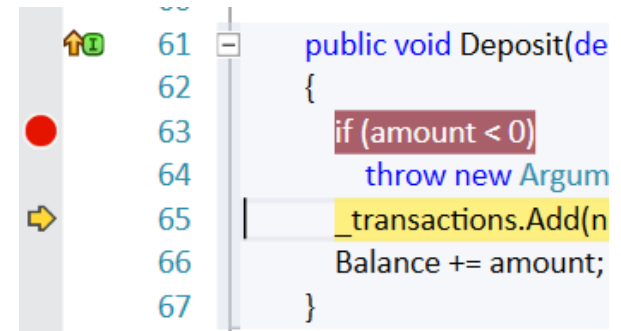 61 public void Deposit(de
62 {
63 if (amount < 0)
64 throw new Argum
65 _transactions.Add(n
66 Balance += amount;
67 }